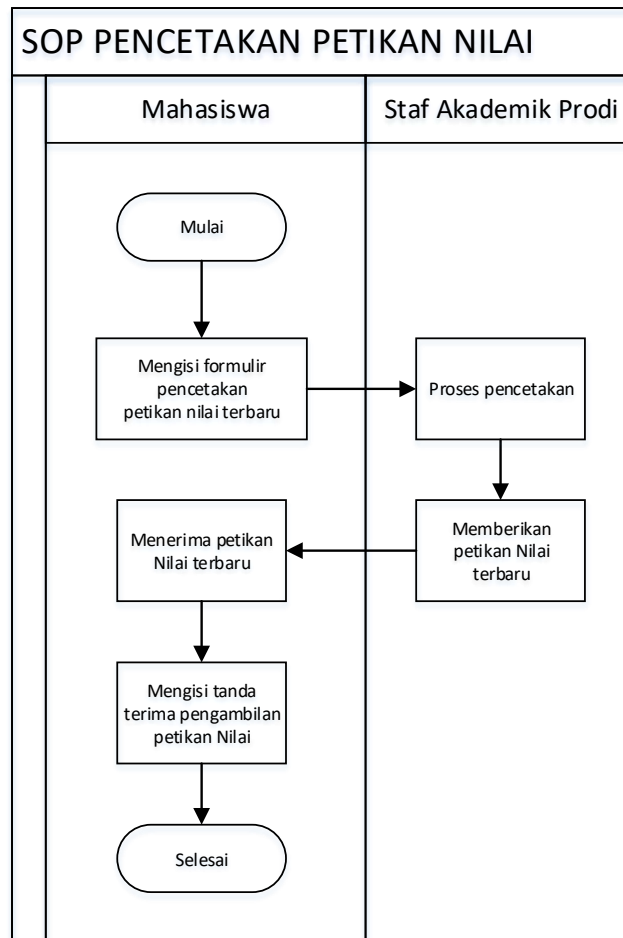 SOP PENCETAKAN PETIKAN NILAI
Mahasiswa
Staf Akademik Prodi
Mulai
Mengisi formulir
pencetakan
petikan nilai terbaru
Proses pencetakan
Memberikan
petikan Nilai
terbaru
Menerima petikan
Nilai terbaru
Mengisi tanda
terima pengambilan
petikan Nilai
Selesai